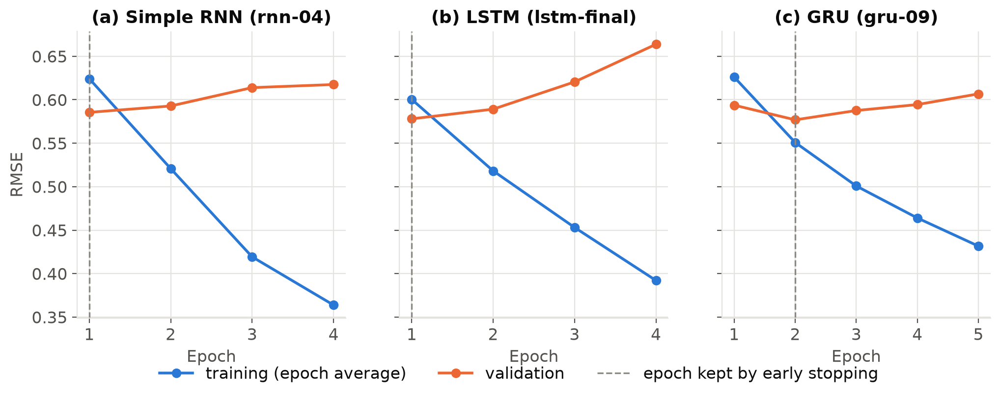 (a) Simple RNN (rnn-04)
(b) LSTM (lstm-final)
(c) GRU (gru-09)
RMSE
0.65
0.60
0.55
0.50
0.45
0.40
0.35
1 2 3 4
1 2 3 4
1 2 3 4 5
Epoch
Epoch
Epoch
training (epoch average)
validation
epoch kept by early stopping